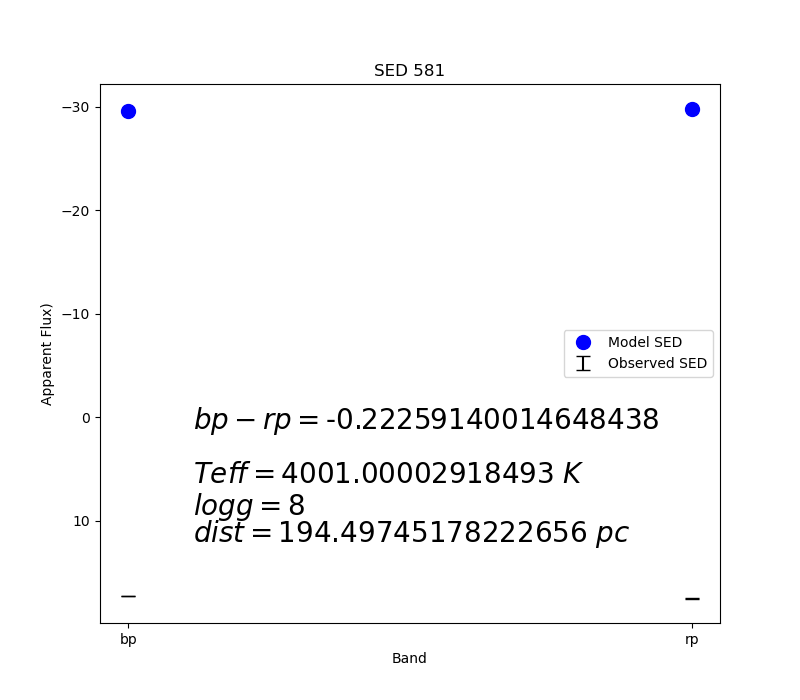 SED 581
Apparent Flux)
−30
−20
−10
0
10
Model SED
Observed SED
bp − rp = -0.22259140014648438
Teff = 4001.00002918493 K
logg = 8
dist = 194.49745178222656 pc
bp
rp
Band